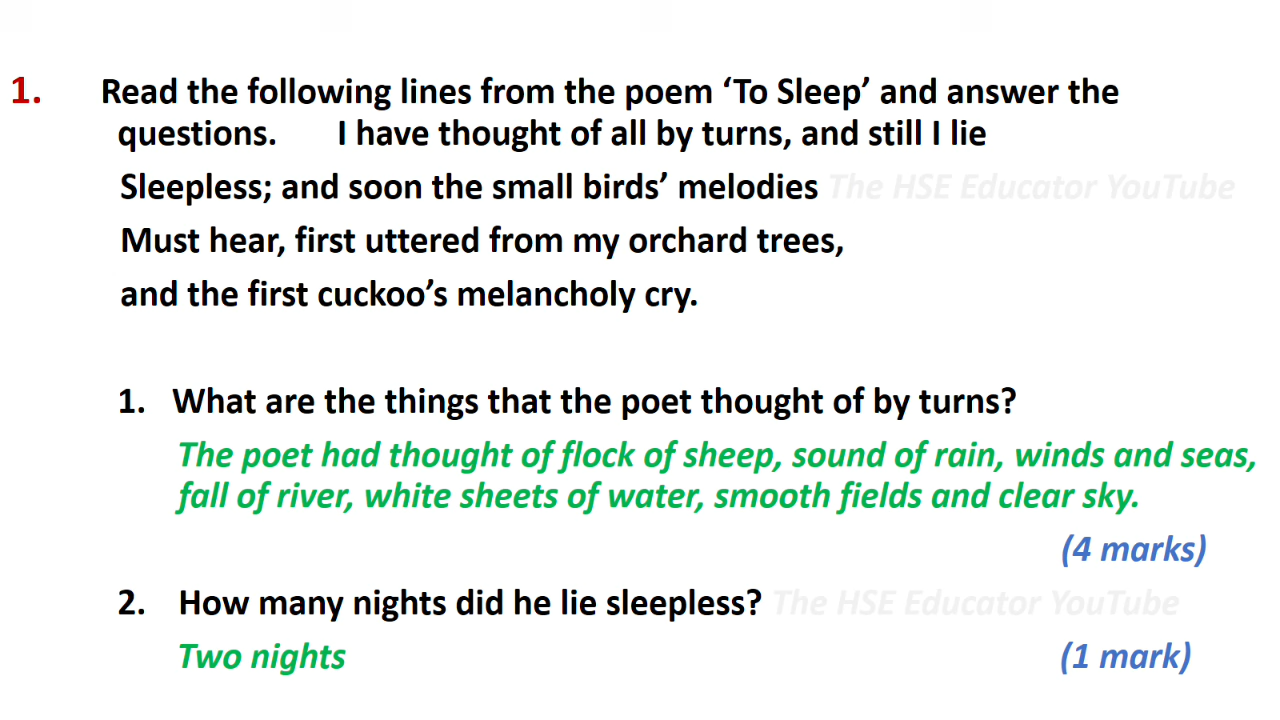 1. Read the following lines from the poem ‘To Sleep’ and answer the
questions. I have thought of all by turns, and still I lie
Sleepless; and soon the small birds’ melodies The HSE Educator YouTube
Must hear, first uttered from my orchard trees,
and the first cuckoo’s melancholy cry.
1. What are the things that the poet thought of by turns?
The poet had thought of flock of sheep, sound of rain, winds and seas,
fall of river, white sheets of water, smooth fields and clear sky.
(4 marks)
2. How many nights did he lie sleepless? The HSE Educator YouTube
Two nights (1 mark)